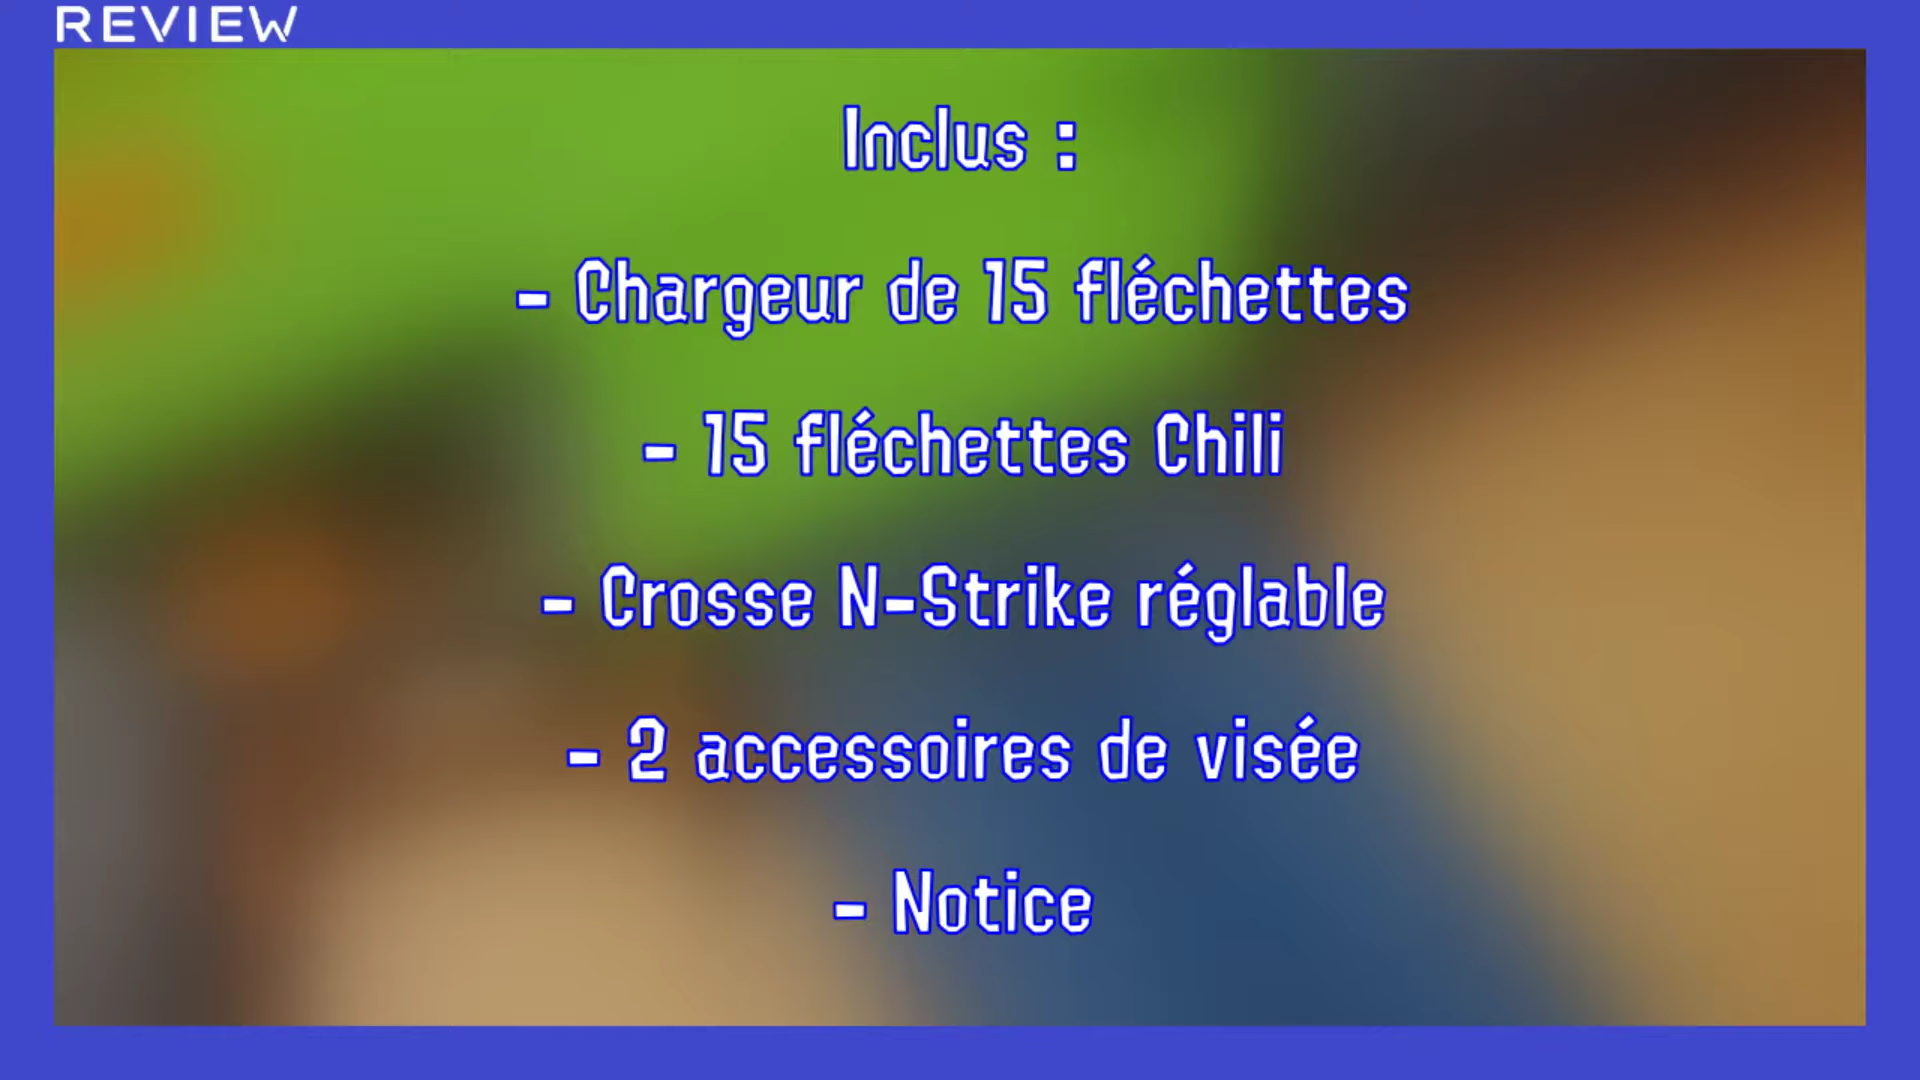 REVIEW
Inclus :
- Chargeur de 15 fléchettes
- 15 fléchettes Chili
- Crosse N-Strike réglable
- 2 accessoires de visée
- Notice